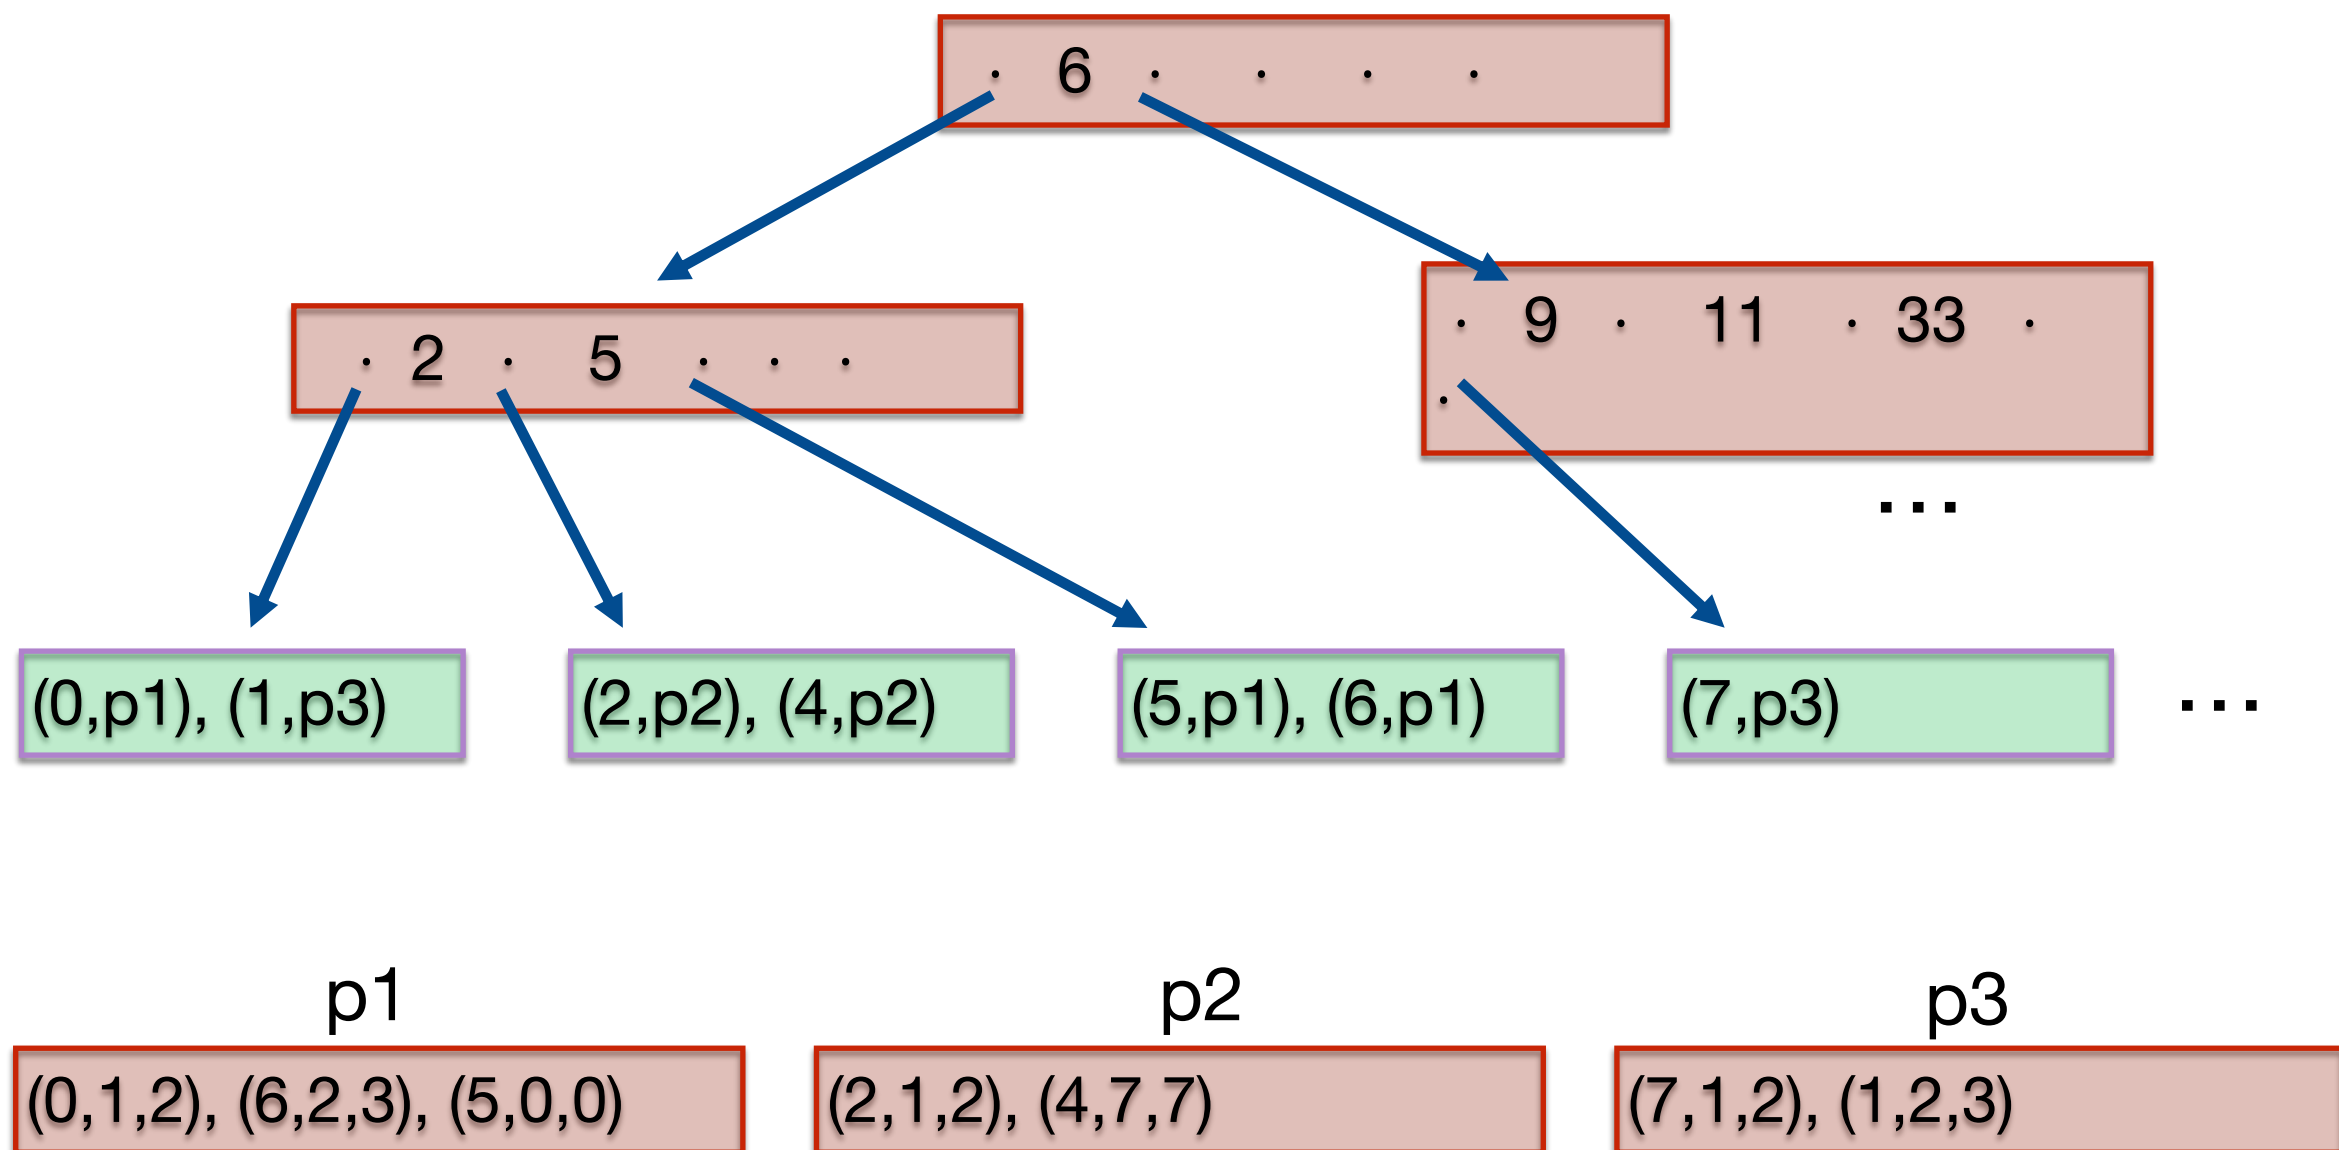 · 6 · · · ·
· 2 · 5 · · ·
· 9 · 11 · 33 ·
·
...
(0,p1), (1,p3)
(2,p2), (4,p2)
(5,p1), (6,p1)
(7,p3)
...
p1
p2
p3
(0,1,2), (6,2,3), (5,0,0)
(2,1,2), (4,7,7)
(7,1,2), (1,2,3)